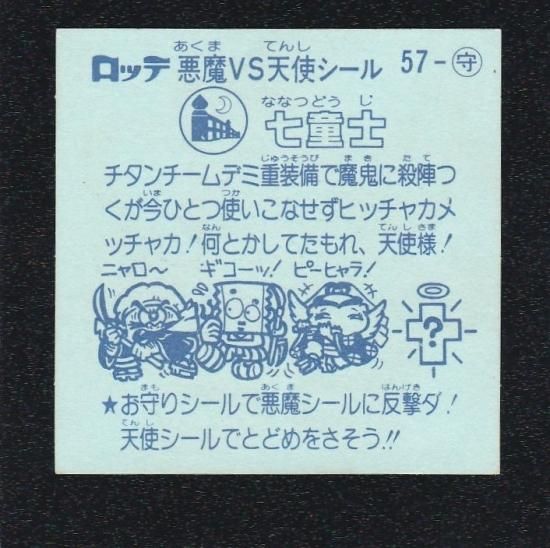 ロッテ 悪魔VS天使シール 57-守
あくま てんし
ななつどうじ
七童士
チタンチームデミ重装備で魔鬼に殺陣つ
じゅうそうび まき たて
くが今ひとつ使いこなせずヒッチャカメ
いま つか
ッチャカ!何とかしてたもれ、天使様!
なん てんしさま
ニャロ〜 ギコーッ! ピーヒャラ!
?
★お守りシールで悪魔シールに反撃ダ!
まも あくま はんげき
天使シールでとどめをさそう!!
てんし